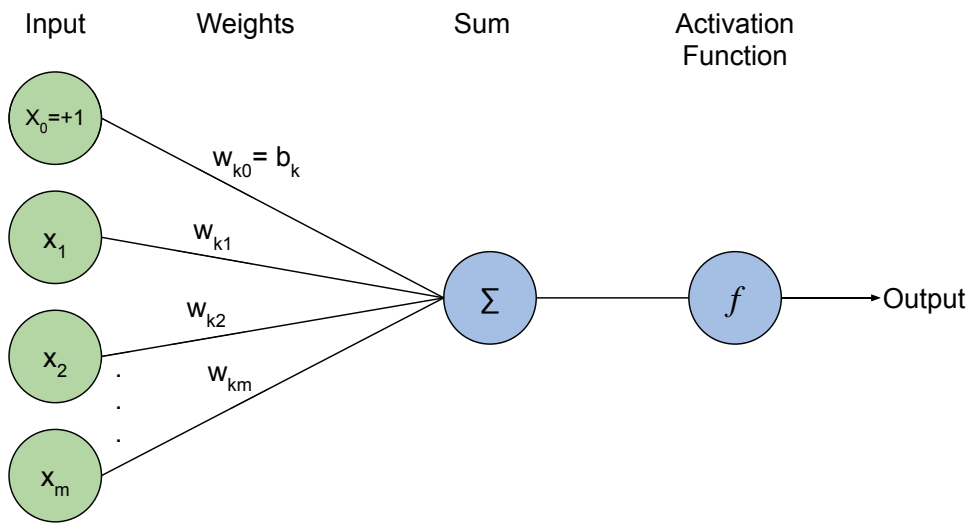 Input Weights Sum Activation
Function
X₀=+1
wₖ₀= bₖ
x₁
wₖ₁
Σ f Output
wₖ₂
x₂
wₖₘ
.
.
.
xₘ